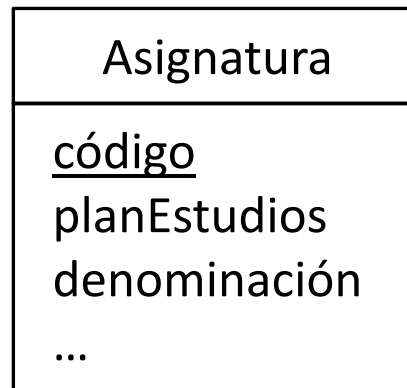 Asignatura
código
planEstudios
denominación
...